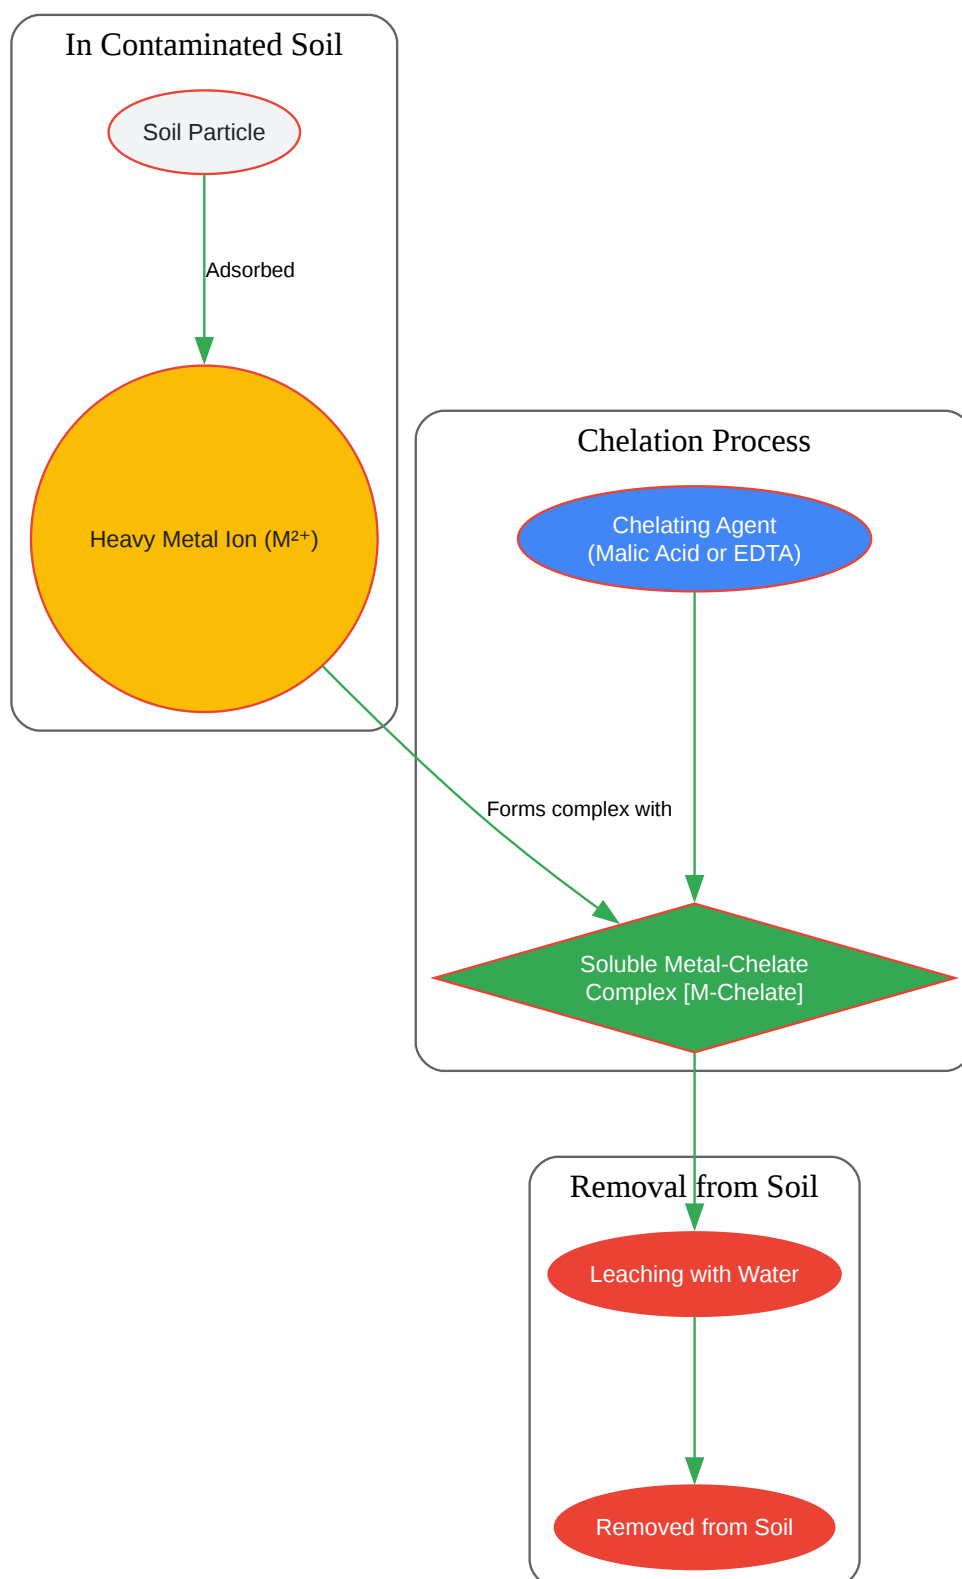 In Contaminated Soil
Soil Particle
Adsorbed
Heavy Metal Ion (M²⁺)
Chelation Process
Chelating Agent
(Malic Acid or EDTA)
Forms complex with
Soluble Metal-Chelate
Complex [M-Chelate]
Removal from Soil
Leaching with Water
Removed from Soil